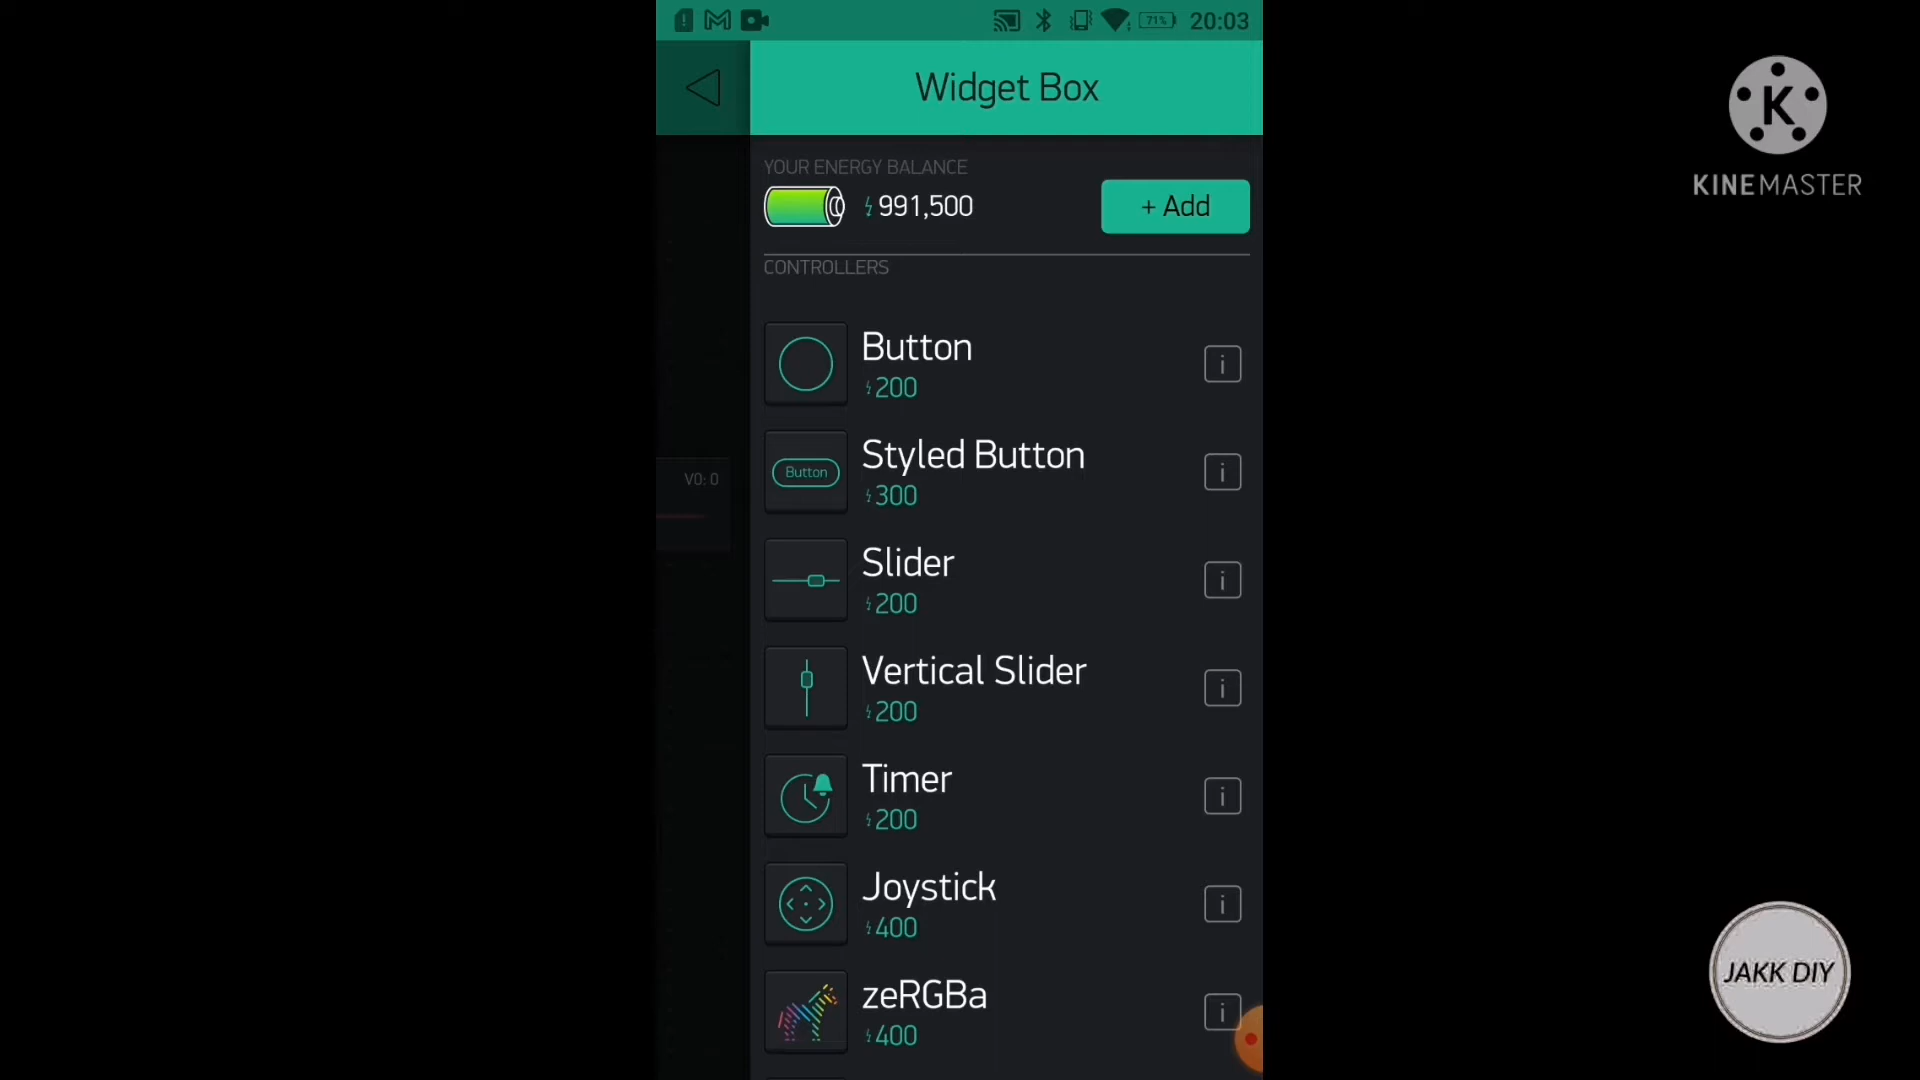 71%
20:03
Widget Box
YOUR ENERGY BALANCE
991,500
+ Add
CONTROLLERS
Button
200
Button
Styled Button
300
V0: 0
Slider
200
Vertical Slider
200
Timer
200
Joystick
400
zeRGBa
400
K
KINEMASTER
JAKK DIY